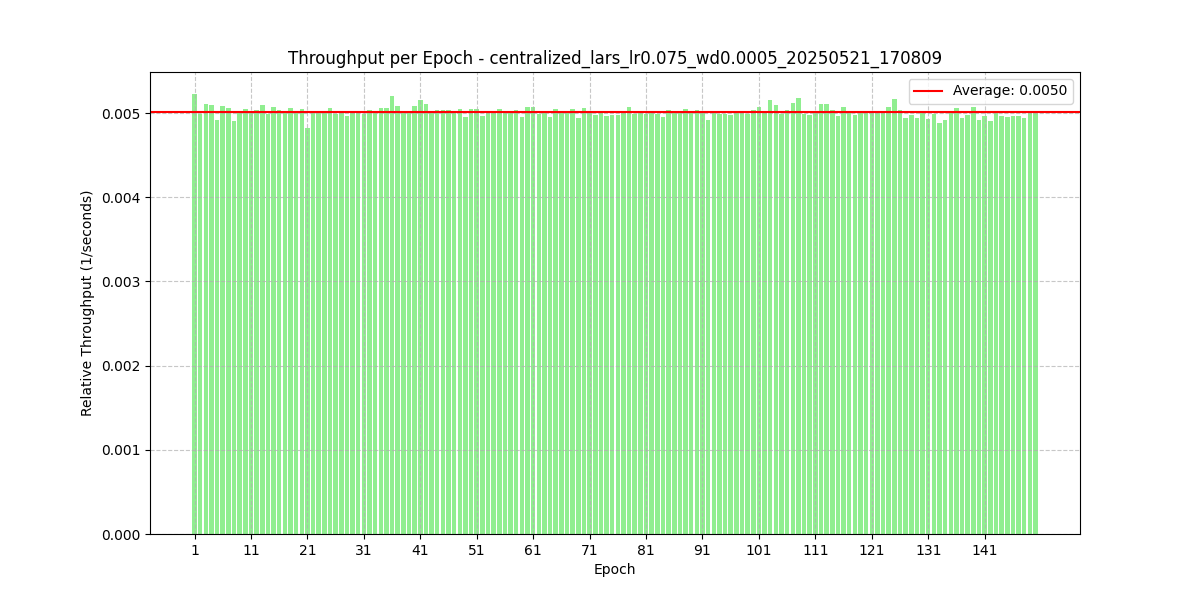 Throughput per Epoch - centralized_lars_lr0.075_wd0.0005_20250521_170809
Average: 0.0050
Relative Throughput (1/seconds)
0.005
0.004
0.003
0.002
0.001
0.000
1 11 21 31 41 51 61 71 81 91 101 111 121 131 141
Epoch